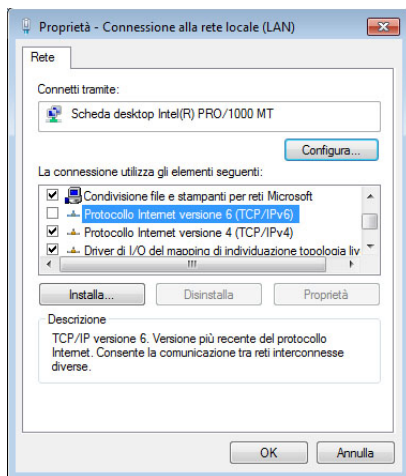 Proprietà - Connessione alla rete locale (LAN)
Rete
Connetti tramite:
Scheda desktop Intel(R) PRO/1000 MT
Configura...
La connessione utilizza gli elementi seguenti:
Condivisione file e stampanti per reti Microsoft
Protocollo Internet versione 6 (TCP/IPv6)
Protocollo Internet versione 4 (TCP/IPv4)
Driver di I/O del mapping di individuazione topologia liv
Installa... Disinstalla Proprietà
Descrizione
TCP/IP versione 6. Versione più recente del protocollo
Internet. Consente la comunicazione tra reti interconnesse
diverse.
OK Annulla